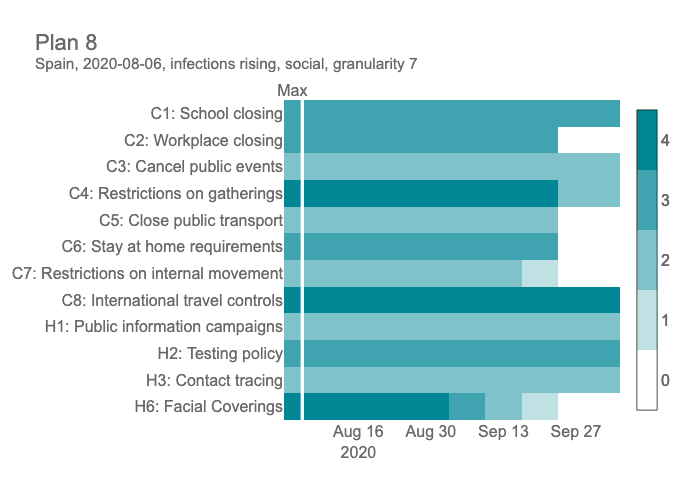 Plan 8
Spain, 2020-08-06, infections rising, social, granularity 7
Max
C1: School closing
C2: Workplace closing
C3: Cancel public events
C4: Restrictions on gatherings
C5: Close public transport
C6: Stay at home requirements
C7: Restrictions on internal movement
C8: International travel controls
H1: Public information campaigns
H2: Testing policy
H3: Contact tracing
H6: Facial Coverings
Aug 16 Aug 30 Sep 13 Sep 27
2020
4
3
2
1
0